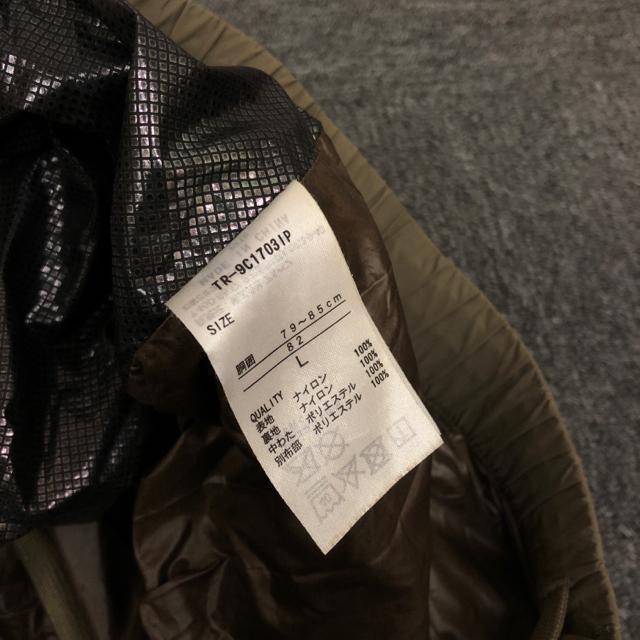 TR-9C1703IP
SIZE
胴囲 79～85cm
82
L
QUALITY
表地 ナイロン 100%
裏地 ナイロン 100%
中わた ポリエステル 100%
別布部 ポリエステル 100%